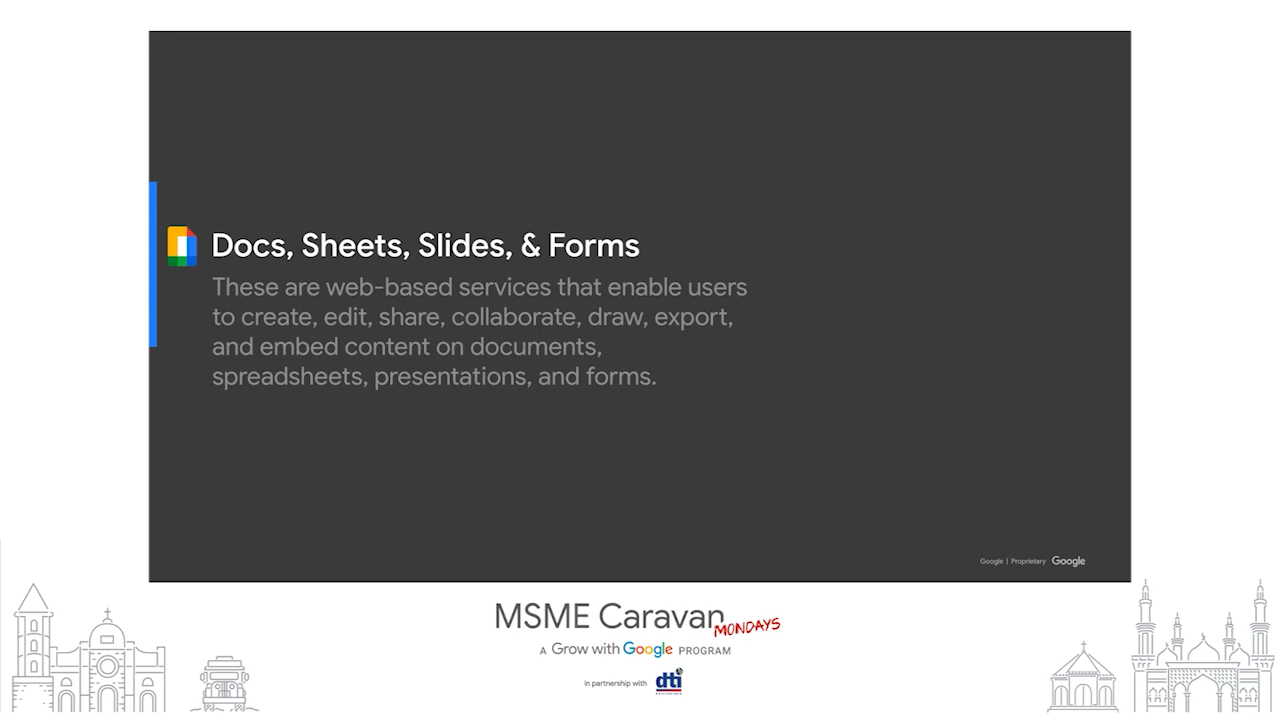 Docs, Sheets, Slides, & Forms
These are web-based services that enable users
to create, edit, share, collaborate, draw, export,
and embed content on documents,
spreadsheets, presentations, and forms.
Google | Proprietary Google
MSME Caravan
MONDAYS
A Grow with Google PROGRAM
In partnership with dti
PHILIPPINES